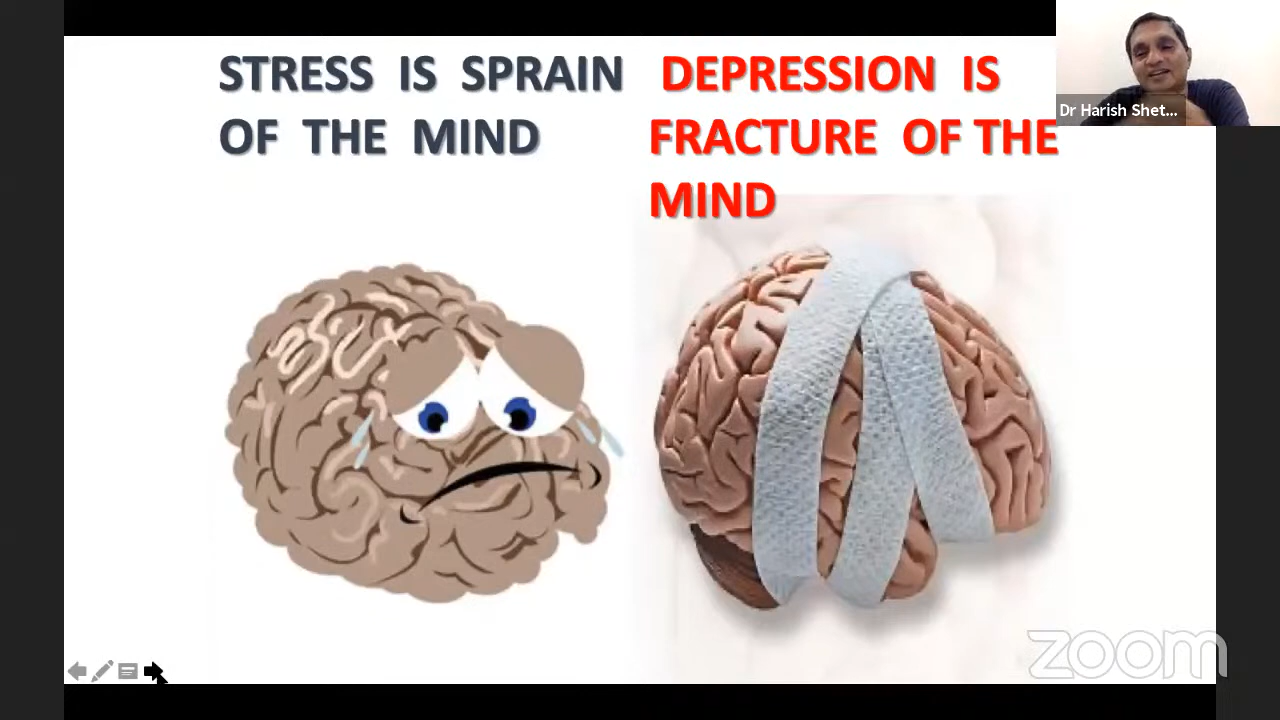 STRESS IS SPRAIN
OF THE MIND
DEPRESSION IS
FRACTURE OF THE
MIND
Dr Harish Shet...
zoom